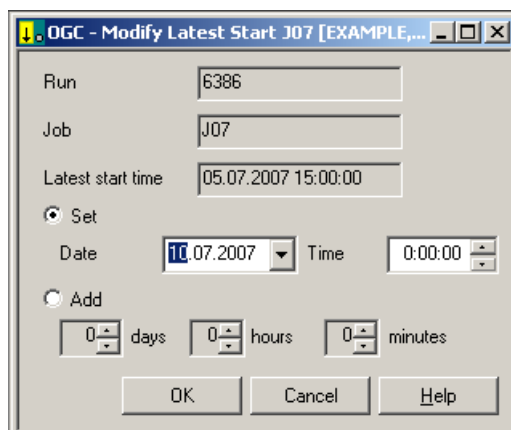 OGC - Modify Latest Start J07 [EXAMPLE,...
Run 6386
Job J07
Latest start time 05.07.2007 15:00:00
Set
Date 10.07.2007 Time 0:00:00
Add
0 days 0 hours 0 minutes
OK Cancel Help